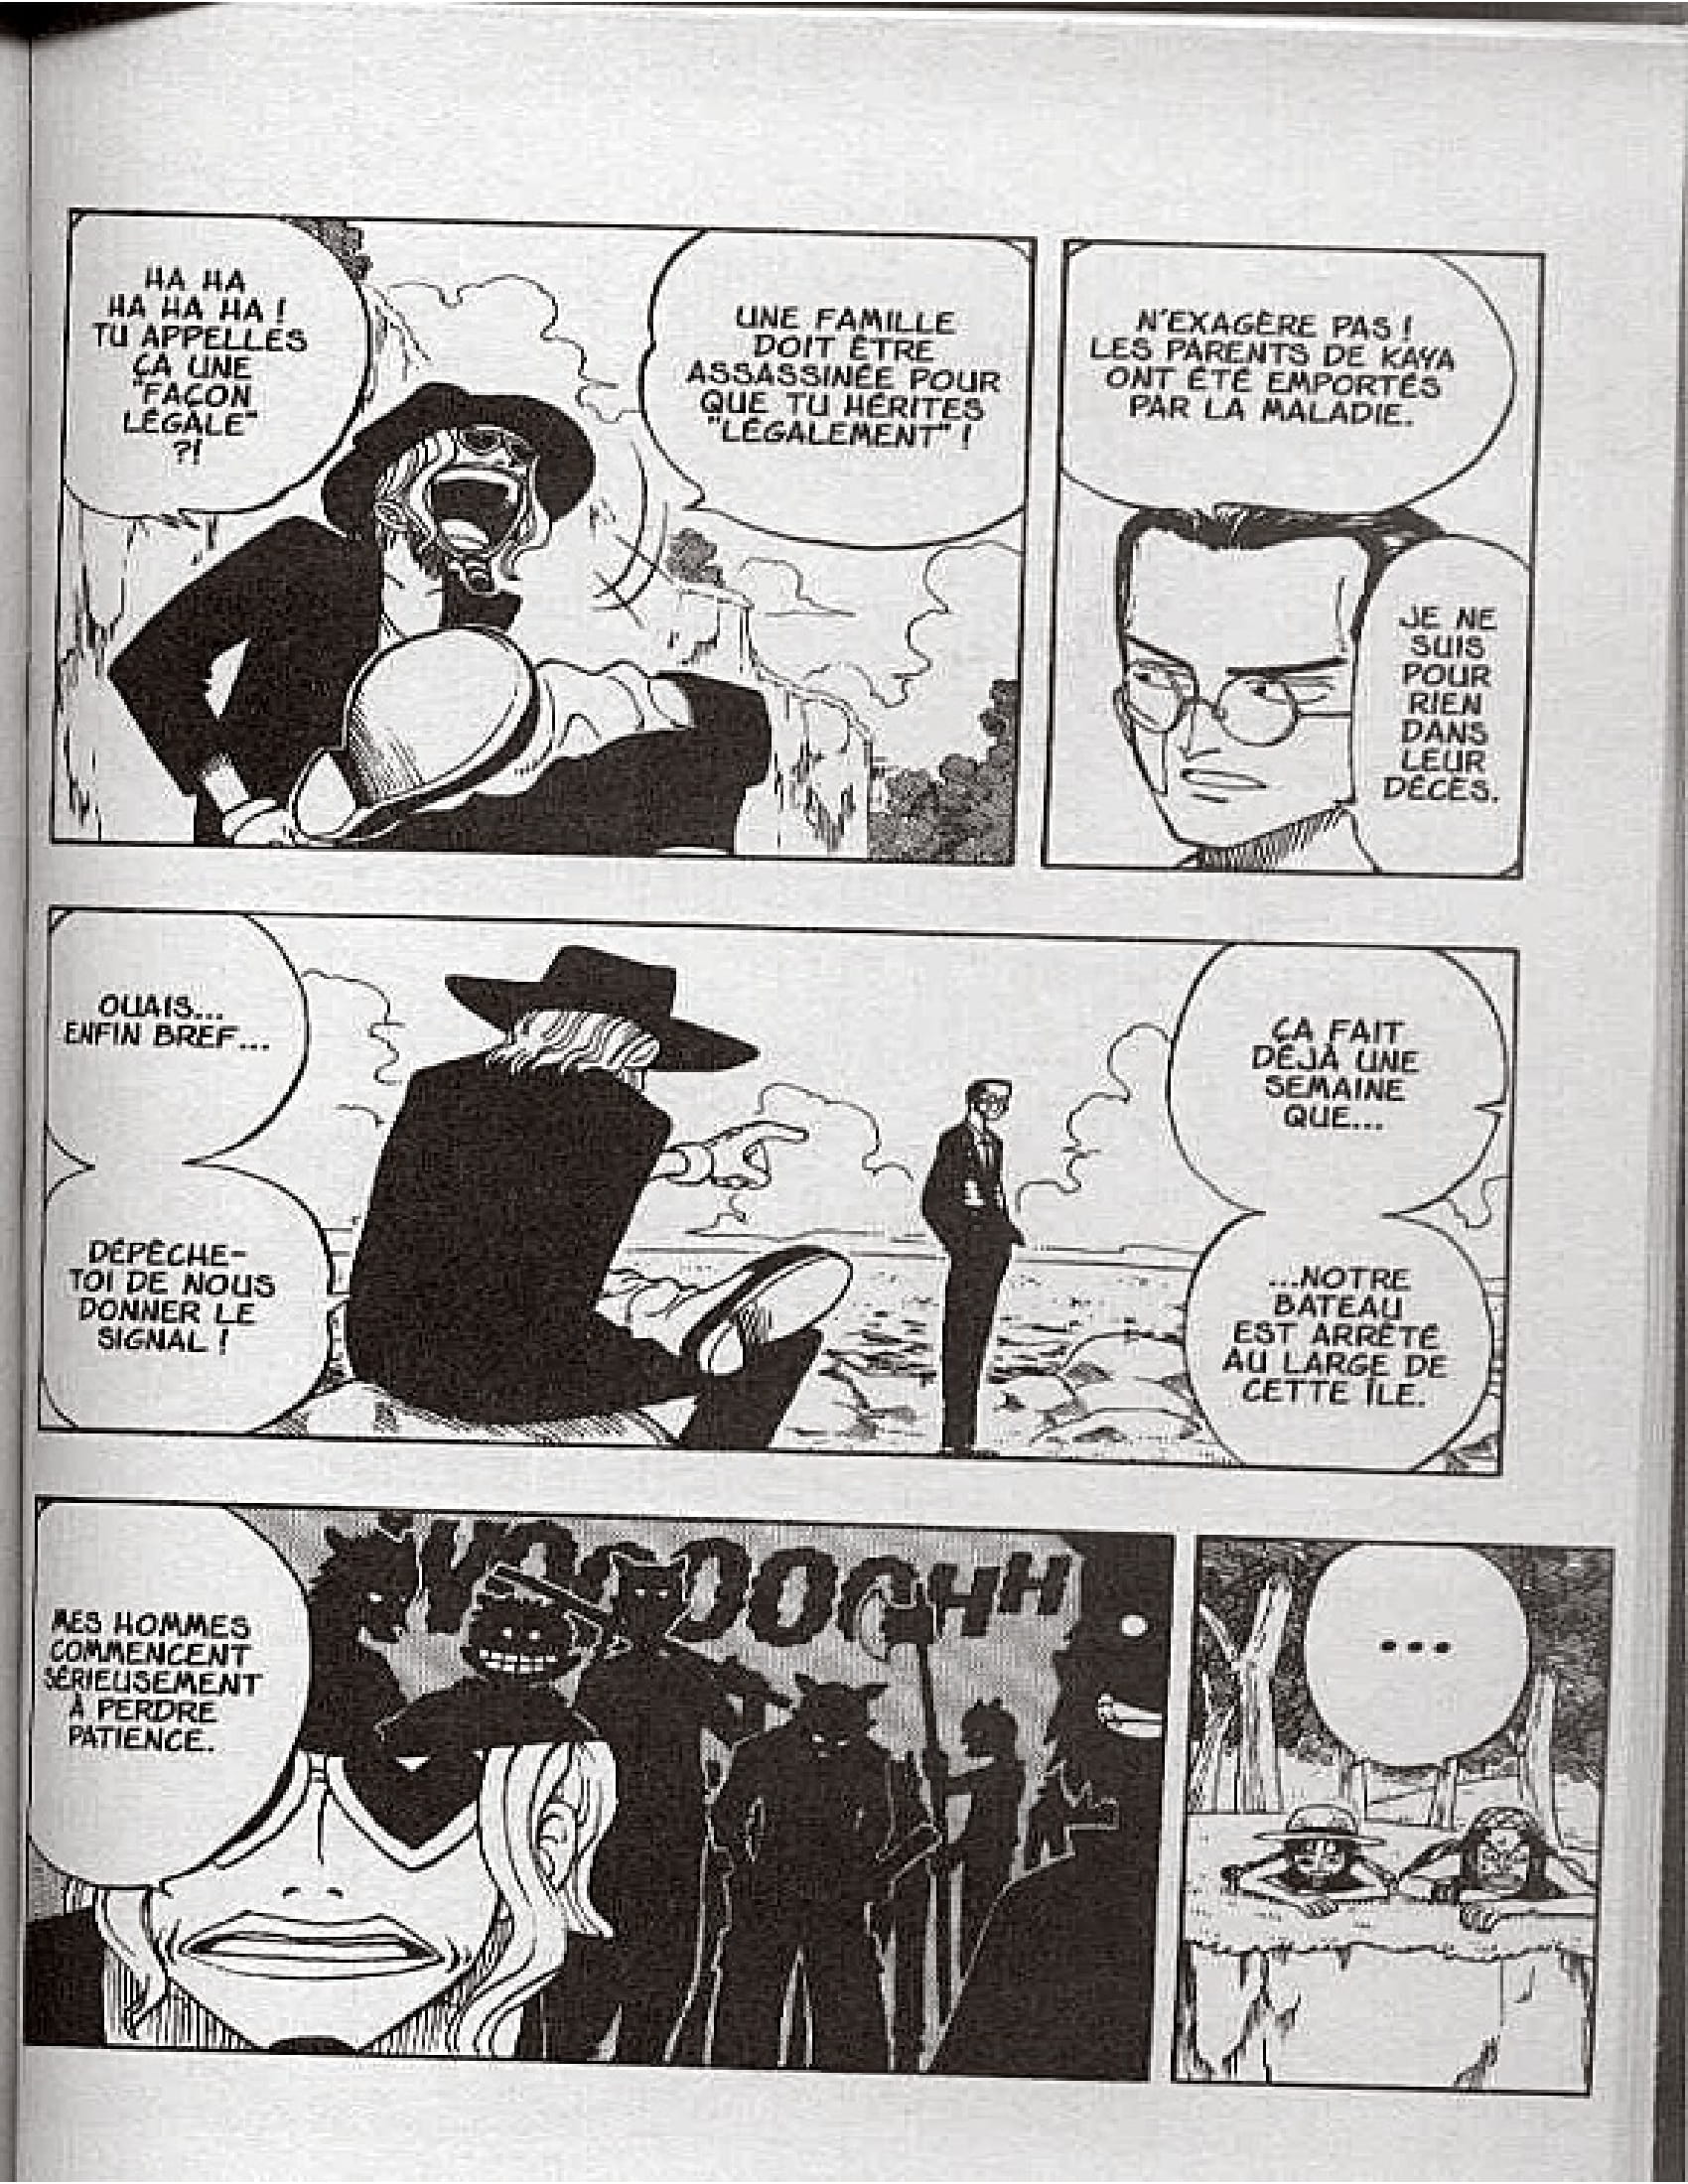 HA HA
HA HA HA !
TU APPELLES
ÇA UNE
"FAÇON
LÉGALE"
?!
UNE FAMILLE
DOIT ÊTRE
ASSASSINÉE POUR
QUE TU HÉRITES
"LÉGALEMENT" !
N'EXAGÈRE PAS !
LES PARENTS DE KAYA
ONT ÉTÉ EMPORTÉS
PAR LA MALADIE.
JE NE
SUIS
POUR
RIEN
DANS
LEUR
DÉCÈS.
OUAIS...
ENFIN BREF...
DÉPÊCHE-
TOI DE NOUS
DONNER LE
SIGNAL !
ÇA FAIT
DÉJÀ UNE
SEMAINE
QUE...
...NOTRE
BATEAU
EST ARRÊTÉ
AU LARGE DE
CETTE ÎLE.
MES HOMMES
COMMENCENT
SÉRIEUSEMENT
À PERDRE
PATIENCE.
...